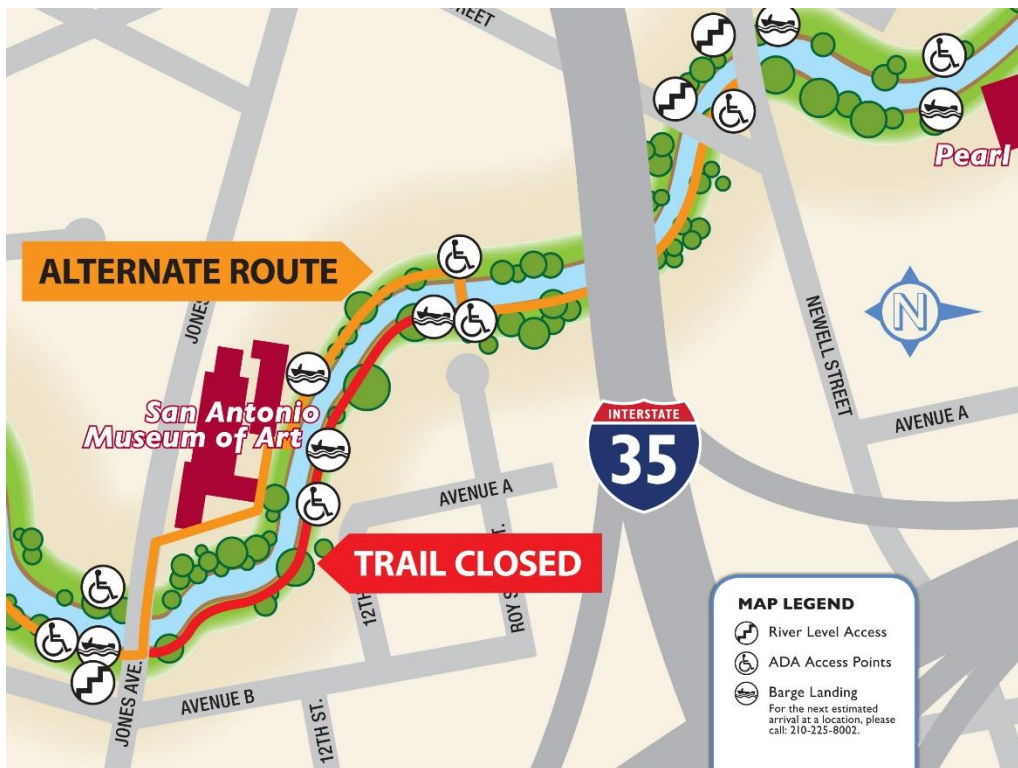 STREET
Pearl
ALTERNATE ROUTE
JONES
N
NEWELL STREET
San Antonio
Museum of Art
INTERSTATE
35
AVENUE A
AVENUE A
TRAIL CLOSED
12TH
ROY S
T.
JONES AVE.
AVENUE B
12TH ST.
MAP LEGEND
River Level Access
ADA Access Points
Barge Landing
For the next estimated
arrival at a location, please
call: 210-225-8002.